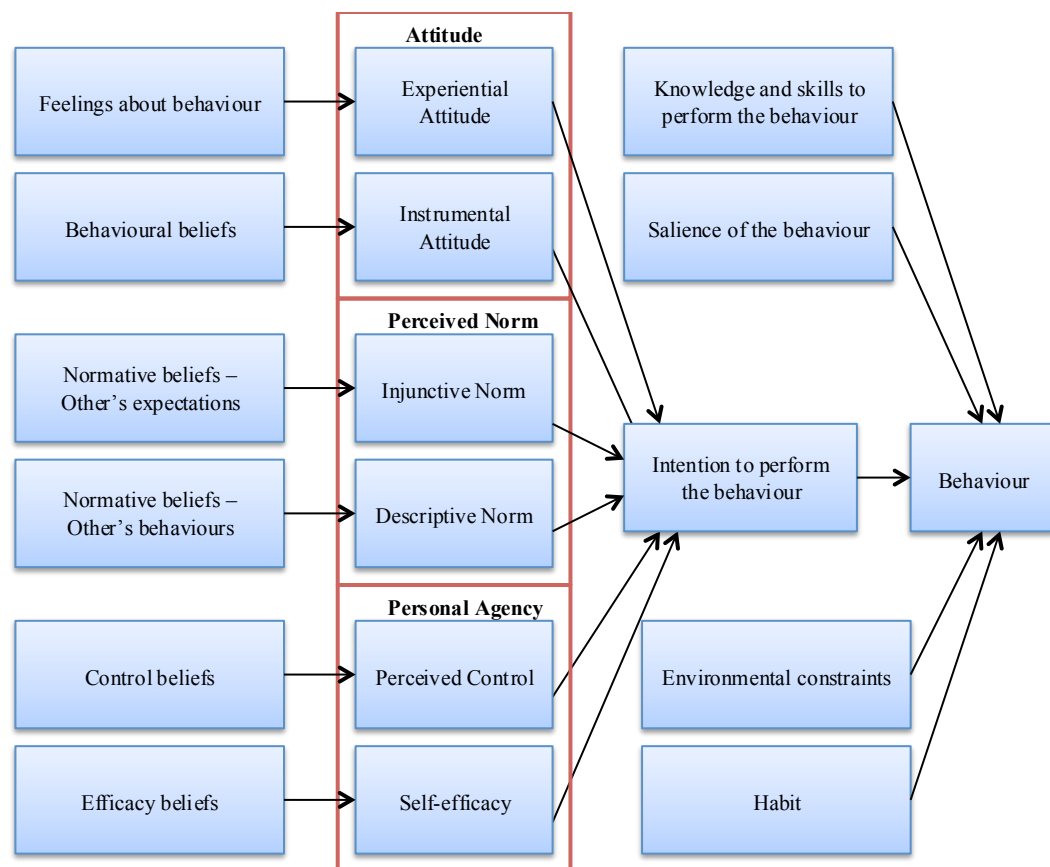 Attitude
Feelings about behaviour
Experiential
Attitude
Knowledge and skills to
perform the behaviour
Behavioural beliefs
Instrumental
Attitude
Salience of the behaviour
Perceived Norm
Normative beliefs –
Other's expectations
Injunctive Norm
Normative beliefs –
Other's behaviours
Descriptive Norm
Intention to perform
the behaviour
Behaviour
Personal Agency
Control beliefs
Perceived Control
Environmental constraints
Efficacy beliefs
Self-efficacy
Habit